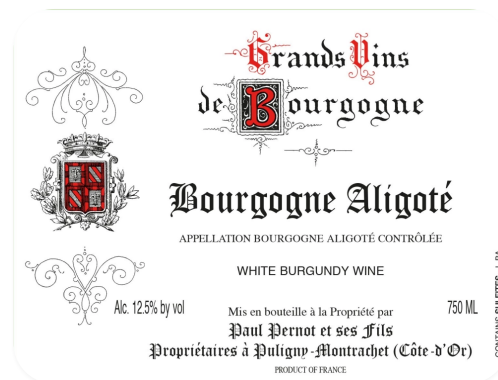 Grands Vins
de Bourgogne
Bourgogne Aligoté
APPELLATION BOURGOGNE ALIGOTÉ CONTRÔLÉE
WHITE BURGUNDY WINE
Alc. 12.5% by vol
Mis en bouteille à la Propriété par
750 ML
Paul Pernot et ses Fils
Propriétaires à Puligny-Montrachet (Côte-d'Or)
PRODUCT OF FRANCE
CONTAINS